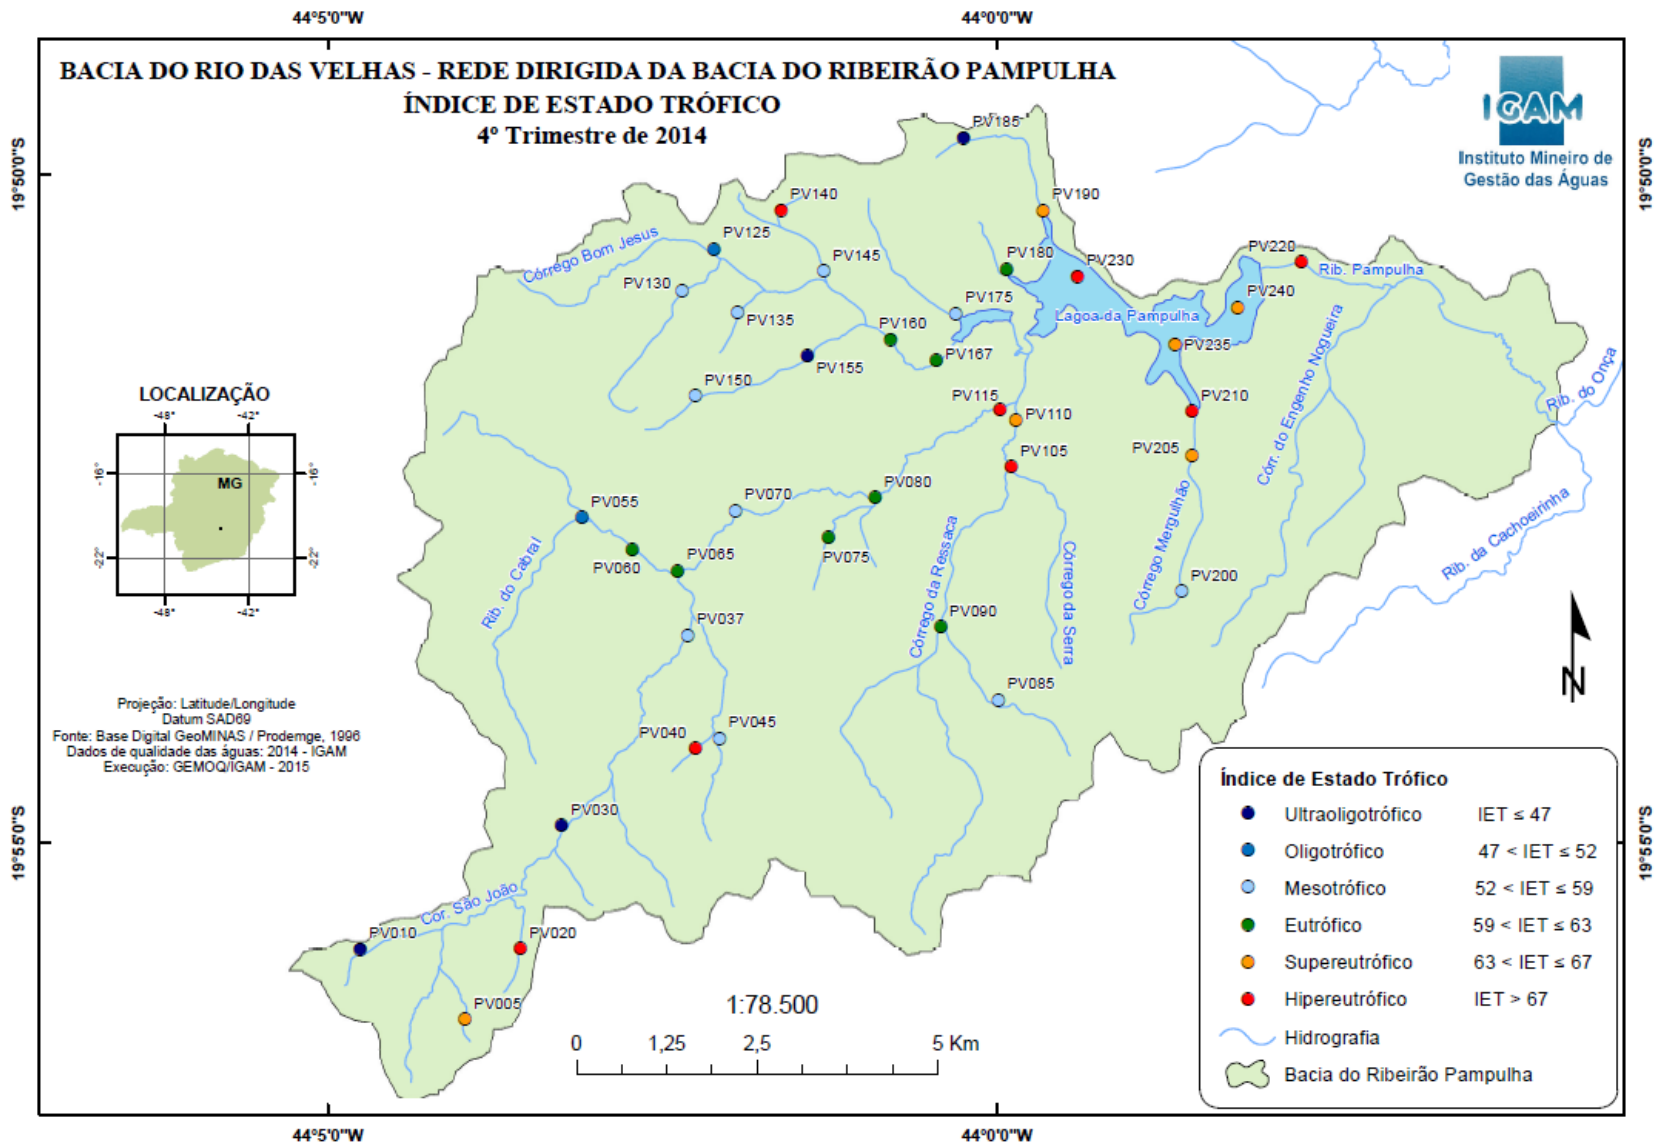 44°5'0"W
44°0'0"W
BACIA DO RIO DAS VELHAS - REDE DIRIGIDA DA BACIA DO RIBEIRÃO PAMPULHA
ÍNDICE DE ESTADO TRÓFICO
4º Trimestre de 2014
IGAM
Instituto Mineiro de
Gestão das Águas
19°50'0"S
19°50'0"S
PV185
PV140
PV190
PV125
Córrego Bom Jesus
PV145
PV180
PV230
PV220
Rib. Pampulha
PV130
PV240
PV135
PV175
Lagoa da Pampulha
PV160
PV235
PV167
PV155
Córr. do Engenho Nogueira
Rib. do Onça
PV150
PV115
PV110
PV210
PV105
PV205
LOCALIZAÇÃO
-48°
-42°
-16°
MG
-16°
-22°
-22°
-48°
-42°
PV055
PV070
PV080
PV060
PV065
PV075
Rib. do Cabral
Córrego da Ressaca
Córrego da Serra
Córrego Mergulhão
PV200
Rib. da Cachoeirinha
PV037
PV090
PV085
PV040
PV045
N
Projeção: Latitude/Longitude
Datum SAD69
Fonte: Base Digital GeoMINAS / Prodemge, 1996
Dados de qualidade das águas: 2014 - IGAM
Execução: GEMOQ/IGAM - 2015
PV030
19°55'0"S
19°55'0"S
Cor. São João
PV010
PV020
PV005
1:78.500
0 1,25 2,5 5 Km
Índice de Estado Trófico
Ultraoligotrófico IET ≤ 47
Oligotrófico 47 < IET ≤ 52
Mesotrófico 52 < IET ≤ 59
Eutrófico 59 < IET ≤ 63
Supereutrófico 63 < IET ≤ 67
Hipereutrófico IET > 67
Hidrografia
Bacia do Ribeirão Pampulha
44°5'0"W
44°0'0"W